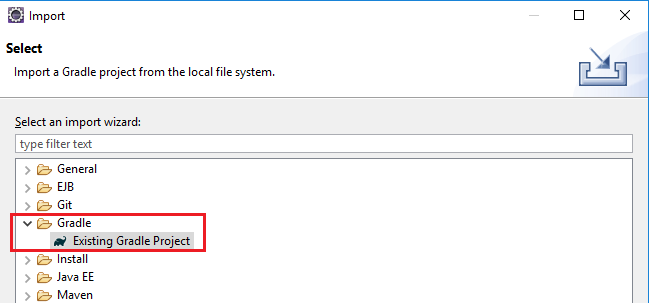 Import
Select
Import a Gradle project from the local file system.
Select an import wizard:
type filter text
General
EJB
Git
Gradle
Existing Gradle Project
Install
Java EE
Maven